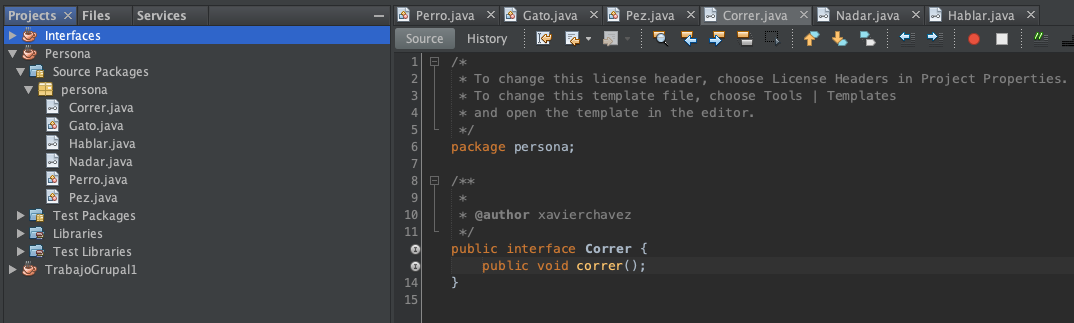 Projects
Files
Services
Interfaces
Persona
Source Packages
persona
Correr.java
Gato.java
Hablar.java
Nadar.java
Perro.java
Pez.java
Test Packages
Libraries
Test Libraries
TrabajoGrupal1
Perro.java
Gato.java
Pez.java
Correr.java
Nadar.java
Hablar.java
Source
History
1 /*
2 * To change this license header, choose License Headers in Project Properties.
3 * To change this template file, choose Tools | Templates
4 * and open the template in the editor.
5 */
6 package persona;
7
8 /**
9 *
10 * @author xavierchavez
11 */
public interface Correr {
public void correr();
14 }
15